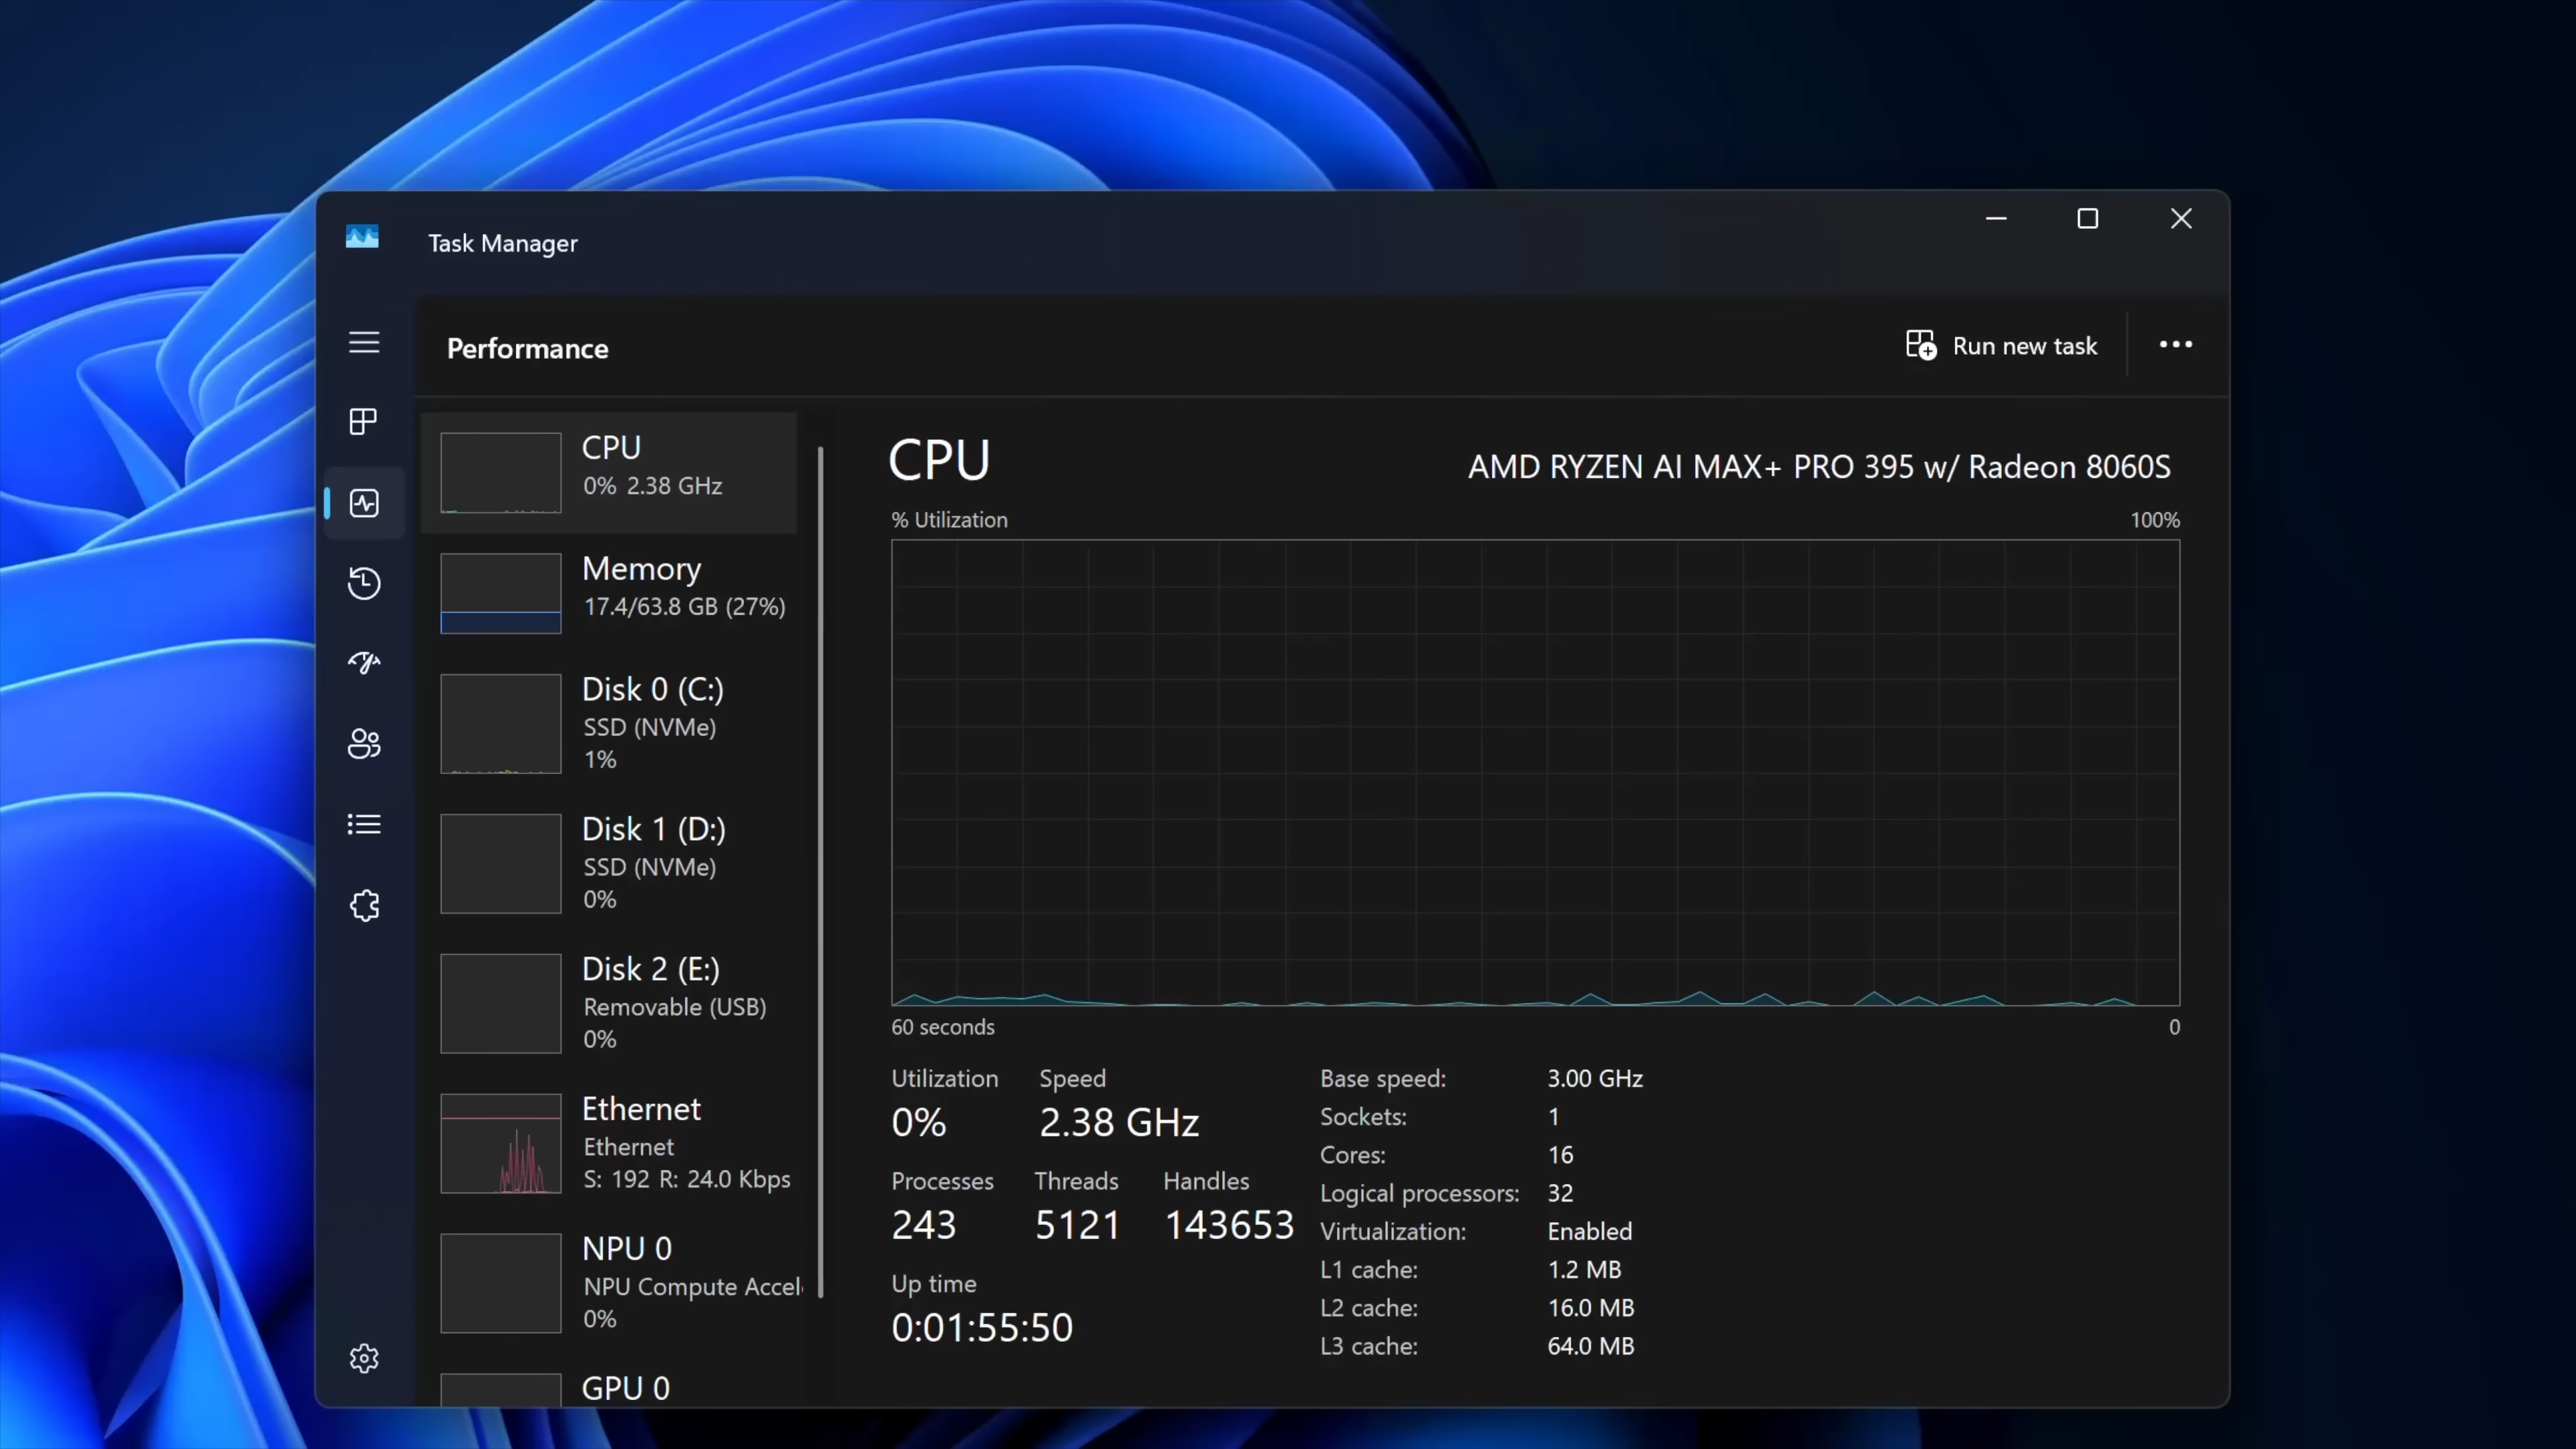 Task Manager
Performance
Run new task
CPU
0% 2.38 GHz
Memory
17.4/63.8 GB (27%)
Disk 0 (C:)
SSD (NVMe)
1%
Disk 1 (D:)
SSD (NVMe)
0%
Disk 2 (E:)
Removable (USB)
0%
Ethernet
Ethernet
S: 192 R: 24.0 Kbps
NPU 0
NPU Compute Accel
0%
GPU 0
CPU
AMD RYZEN AI MAX+ PRO 395 w/ Radeon 8060S
% Utilization
100%
60 seconds
0
Utilization
0%
Speed
2.38 GHz
Processes
243
Threads
5121
Handles
143653
Up time
0:01:55:50
Base speed: 3.00 GHz
Sockets: 1
Cores: 16
Logical processors: 32
Virtualization: Enabled
L1 cache: 1.2 MB
L2 cache: 16.0 MB
L3 cache: 64.0 MB